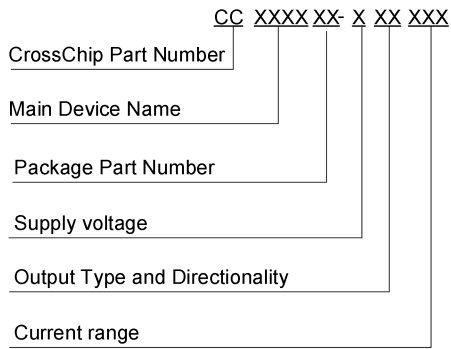 CC XXXX XX- X XX XXX
CrossChip Part Number
Main Device Name
Package Part Number
Supply voltage
Output Type and Directionality
Current range